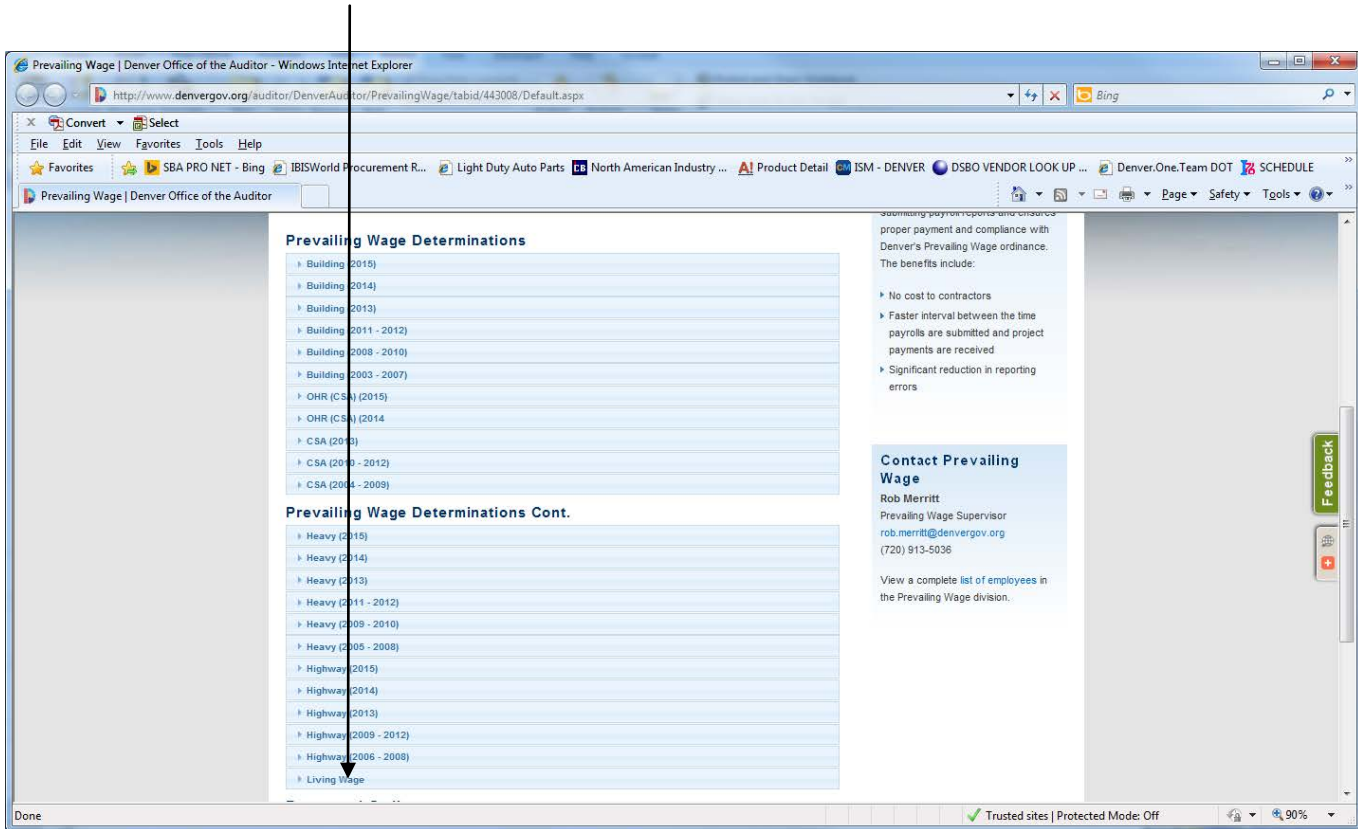 Prevailing Wage | Denver Office of the Auditor - Windows Internet Explorer
http://www.denvergov.org/auditor/DenverAuditor/PrevailingWage/tabid/443008/Default.aspx
Bing
Convert
Select
File Edit View Favorites Tools Help
Favorites SBA PRO NET - Bing IBISWorld Procurement R... Light Duty Auto Parts North American Industry ... Product Detail ISM - DENVER DSBO VENDOR LOOK UP ... Denver.One.Team DOT SCHEDULE
Prevailing Wage | Denver Office of the Auditor
Page Safety Tools
Prevailing Wage Determinations
Building (2015)
Building (2014)
Building (2013)
Building (2011 - 2012)
Building (2008 - 2010)
Building (2003 - 2007)
OHR (CSA) (2015)
OHR (CSA) (2014
CSA (2013)
CSA (2010 - 2012)
CSA (2004 - 2009)
Prevailing Wage Determinations Cont.
Heavy (2015)
Heavy (2014)
Heavy (2013)
Heavy (2011 - 2012)
Heavy (2009 - 2010)
Heavy (2005 - 2008)
Highway (2015)
Highway (2014)
Highway (2013)
Highway (2009 - 2012)
Highway (2006 - 2008)
Living Wage
submitting payroll reports and ensures
proper payment and compliance with
Denver's Prevailing Wage ordinance.
The benefits include:
No cost to contractors
Faster interval between the time
payrolls are submitted and project
payments are received
Significant reduction in reporting
errors
Contact Prevailing
Wage
Rob Merritt
Prevailing Wage Supervisor
rob.merritt@denvergov.org
(720) 913-5036
View a complete list of employees in
the Prevailing Wage division.
Feedback
Done
Trusted sites | Protected Mode: Off
90%